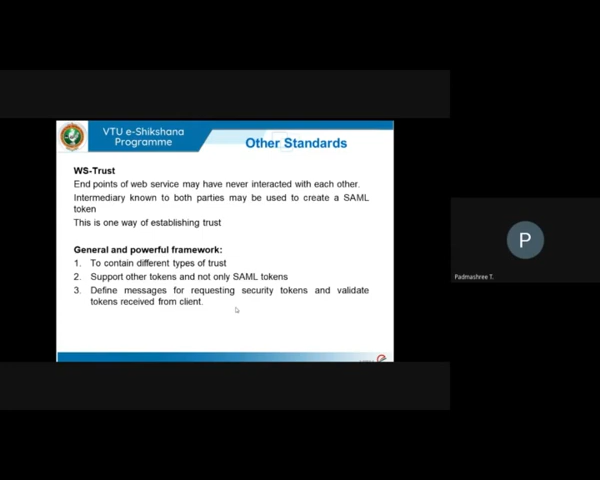 VTU e-Shikshana
Programme
Other Standards
WS-Trust
End points of web service may have never interacted with each other.
Intermediary known to both parties may be used to create a SAML
token
This is one way of establishing trust
General and powerful framework:
1. To contain different types of trust
2. Support other tokens and not only SAML tokens
3. Define messages for requesting security tokens and validate
tokens received from client.
P
Padmashree T.